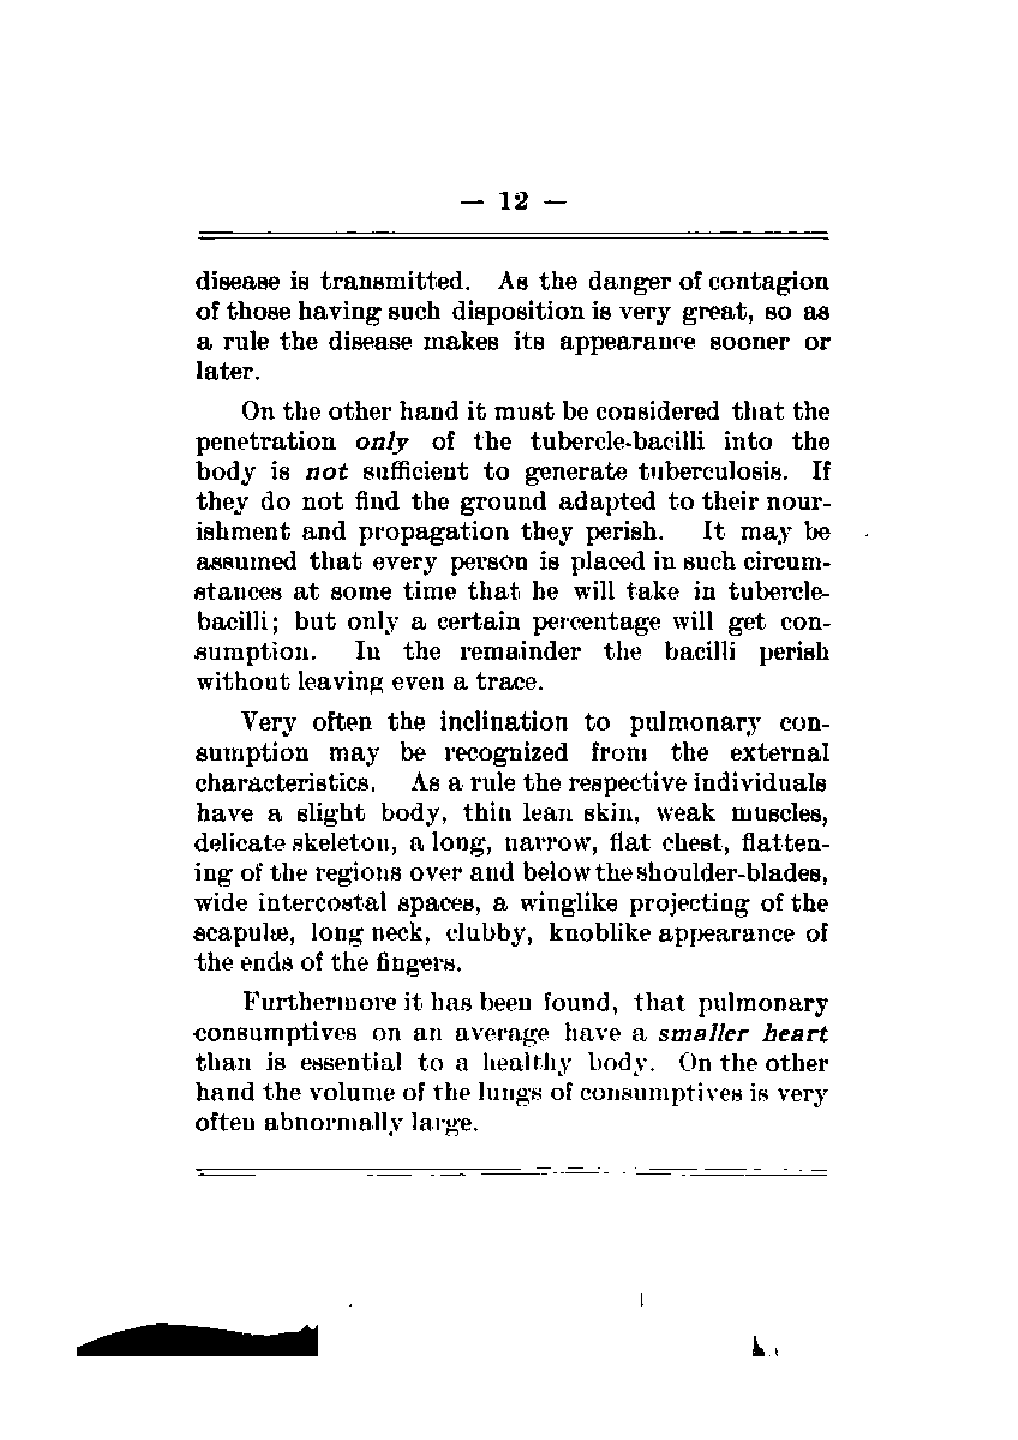 — 12 —
disease is transmitted. As the danger of contagion
of those having such disposition is very great, so as
a rule the disease makes its appearance sooner or
later.
On the other hand it must be considered that the
penetration only of the tubercle-bacilli into the
body is not sufficient to generate tuberculosis. If
they do not find the ground adapted to their nour-
ishment and propagation they perish. It may be
assumed that every person is placed in such circum-
stances at some time that he will take in tubercle-
bacilli; but only a certain percentage will get con-
sumption. In the remainder the bacilli perish
without leaving even a trace.
Very often the inclination to pulmonary con-
sumption may be recognized from the external
characteristics. As a rule the respective individuals
have a slight body, thin lean skin, weak muscles,
delicate skeleton, a long, narrow, flat chest, flatten-
ing of the regions over and below the shoulder-blades,
wide intercostal spaces, a winglike projecting of the
scapulæ, long neck, clubby, knoblike appearance of
the ends of the fingers.
Furthermore it has been found, that pulmonary
consumptives on an average have a smaller heart
than is essential to a healthy body. On the other
hand the volume of the lungs of consumptives is very
often abnormally large.